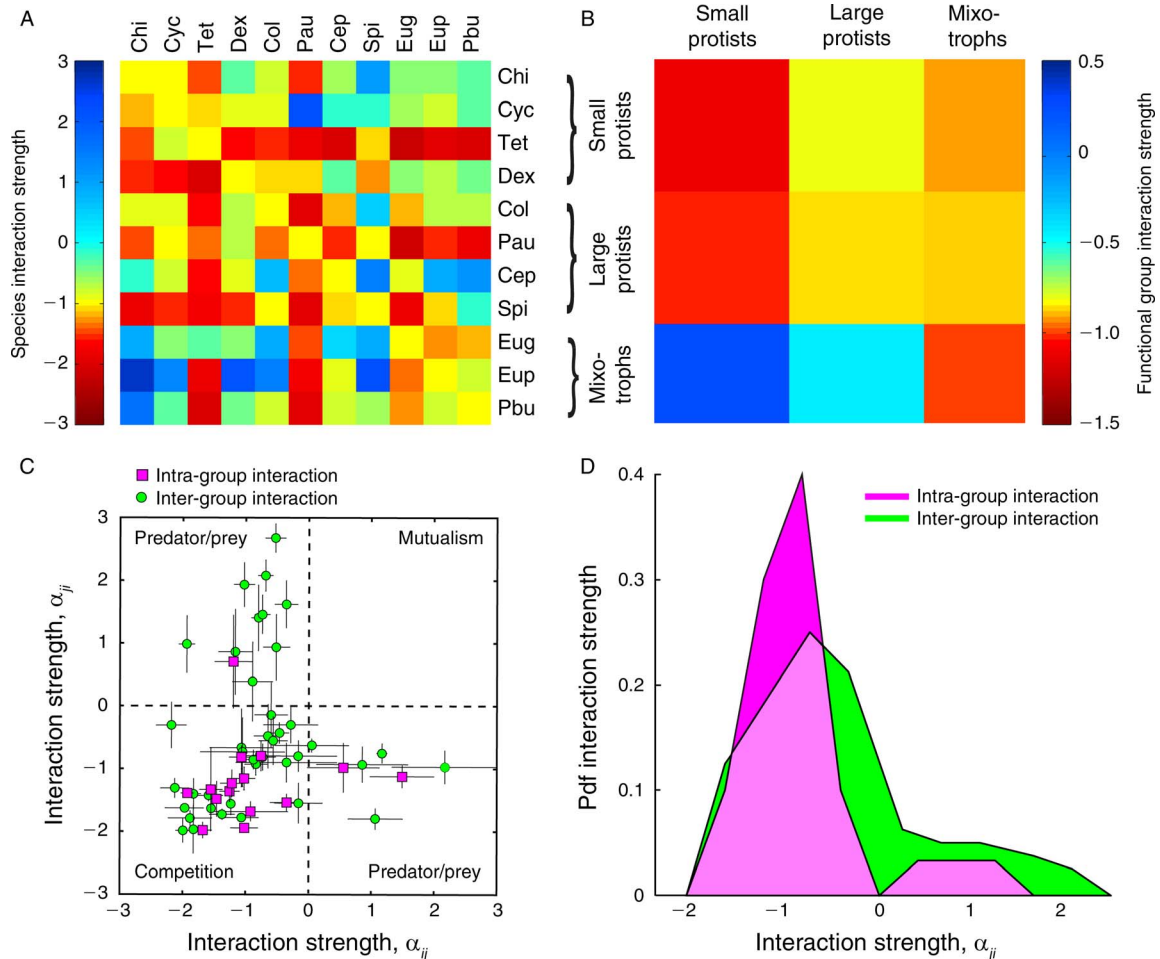 A
Chi Cyc Tet Dex Col Pau Cep Spi Eug Eup Pbu
Species interaction strength
3
2
1
0
−1
−2
−3
Chi
Cyc
Tet
Dex
Col
Pau
Cep
Spi
Eug
Eup
Pbu
B
Small protists
Large protists
Mixo-trophs
Small protists
Large protists
Mixo-trophs
0.5
0
−0.5
−1.0
−1.5
Functional group interaction strength
C
Intra-group interaction
Inter-group interaction
Predator/prey
Mutualism
Competition
Predator/prey
Interaction strength, αji
3
2
1
0
−1
−2
−3
−3 −2 −1 0 1 2 3
Interaction strength, αij
D
Intra-group interaction
Inter-group interaction
Pdf interaction strength
0.4
0.3
0.2
0.1
0
−2 −1 0 1 2
Interaction strength, αij